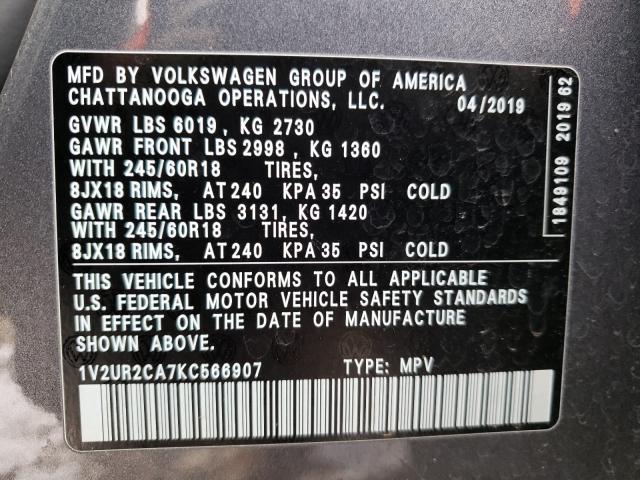 MFD BY VOLKSWAGEN GROUP OF AMERICA
CHATTANOOGA OPERATIONS, LLC. 04/2019
GVWR LBS 6019, KG 2730
GAWR FRONT LBS 2998, KG 1360
WITH 245/60R18 TIRES,
8JX18 RIMS, AT 240 KPA 35 PSI COLD
GAWR REAR LBS 3131, KG 1420
WITH 245/60R18 TIRES,
8JX18 RIMS, AT 240 KPA 35 PSI COLD
THIS VEHICLE CONFORMS TO ALL APPLICABLE
U.S. FEDERAL MOTOR VEHICLE SAFETY STANDARDS
IN EFFECT ON THE DATE OF MANUFACTURE
SHOWN ABOVE.
1V2UR2CA7KC566907 TYPE: MPV
1849109 2019 62